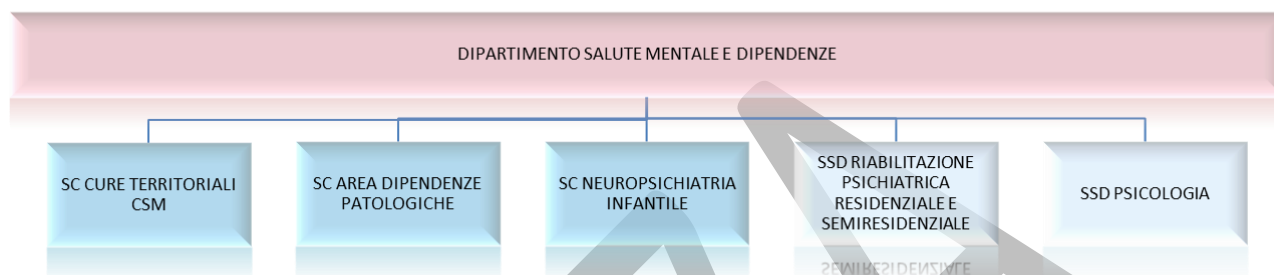 DIPARTIMENTO SALUTE MENTALE E DIPENDENZE
SC CURE TERRITORIALI
CSM
SC AREA DIPENDENZE
PATOLOGICHE
SC NEUROPSICHIATRIA
INFANTILE
SSD RIABILITAZIONE
PSICHIATRICA
RESIDENZIALE E
SEMIRESIDENZIALE
SSD PSICOLOGIA